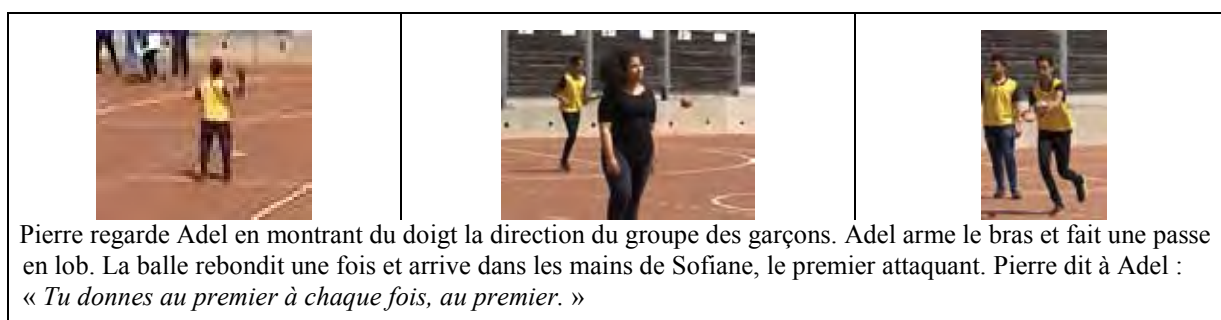 Pierre regarde Adel en montrant du doigt la direction du groupe des garçons. Adel arme le bras et fait une passe
en lob. La balle rebondit une fois et arrive dans les mains de Sofiane, le premier attaquant. Pierre dit à Adel :
« Tu donnes au premier à chaque fois, au premier. »